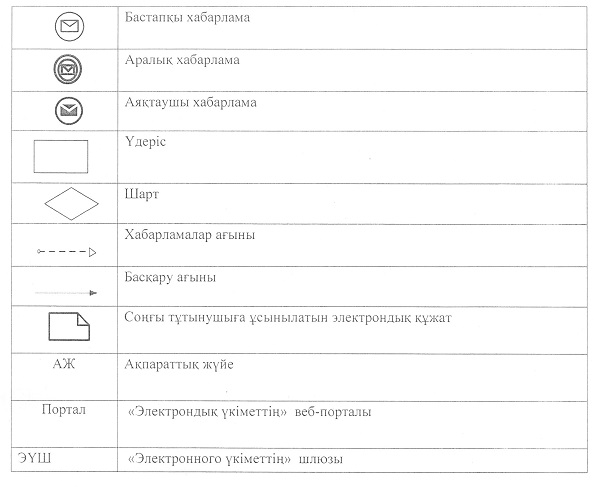 Бастапқы хабарлама
Аралық хабарлама
Аяқтаушы хабарлама
Үдеріс
Шарт
Хабарламалар ағыны
Басқару ағыны
Соңғы тұтынушыға ұсынылатын электрондық құжат
АЖ Ақпараттық жүйе
Портал «Электрондық үкіметтің» веб-порталы
ЭҮШ «Электронного үкіметтің» шлюзы